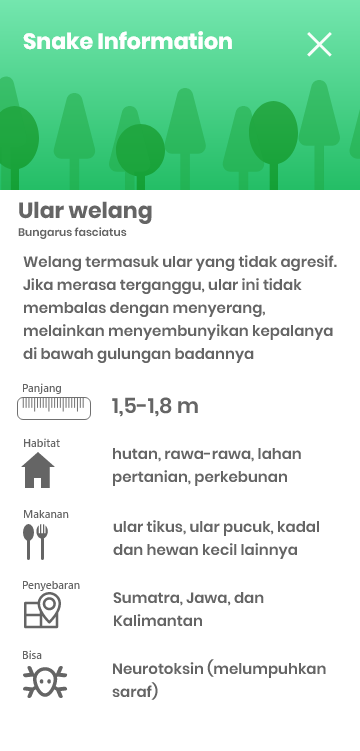 Snake Information
Ular welang
Bungarus fasciatus
Welang termasuk ular yang tidak agresif.
Jika merasa terganggu, ular ini tidak
membalas dengan menyerang,
melainkan menyembunyikan kepalanya
di bawah gulungan badannya
Panjang
1,5-1,8 m
Habitat
hutan, rawa-rawa, lahan
pertanian, perkebunan
Makanan
ular tikus, ular pucuk, kadal
dan hewan kecil lainnya
Penyebaran
Sumatra, Jawa, dan
Kalimantan
Bisa
Neurotoksin (melumpuhkan
saraf)